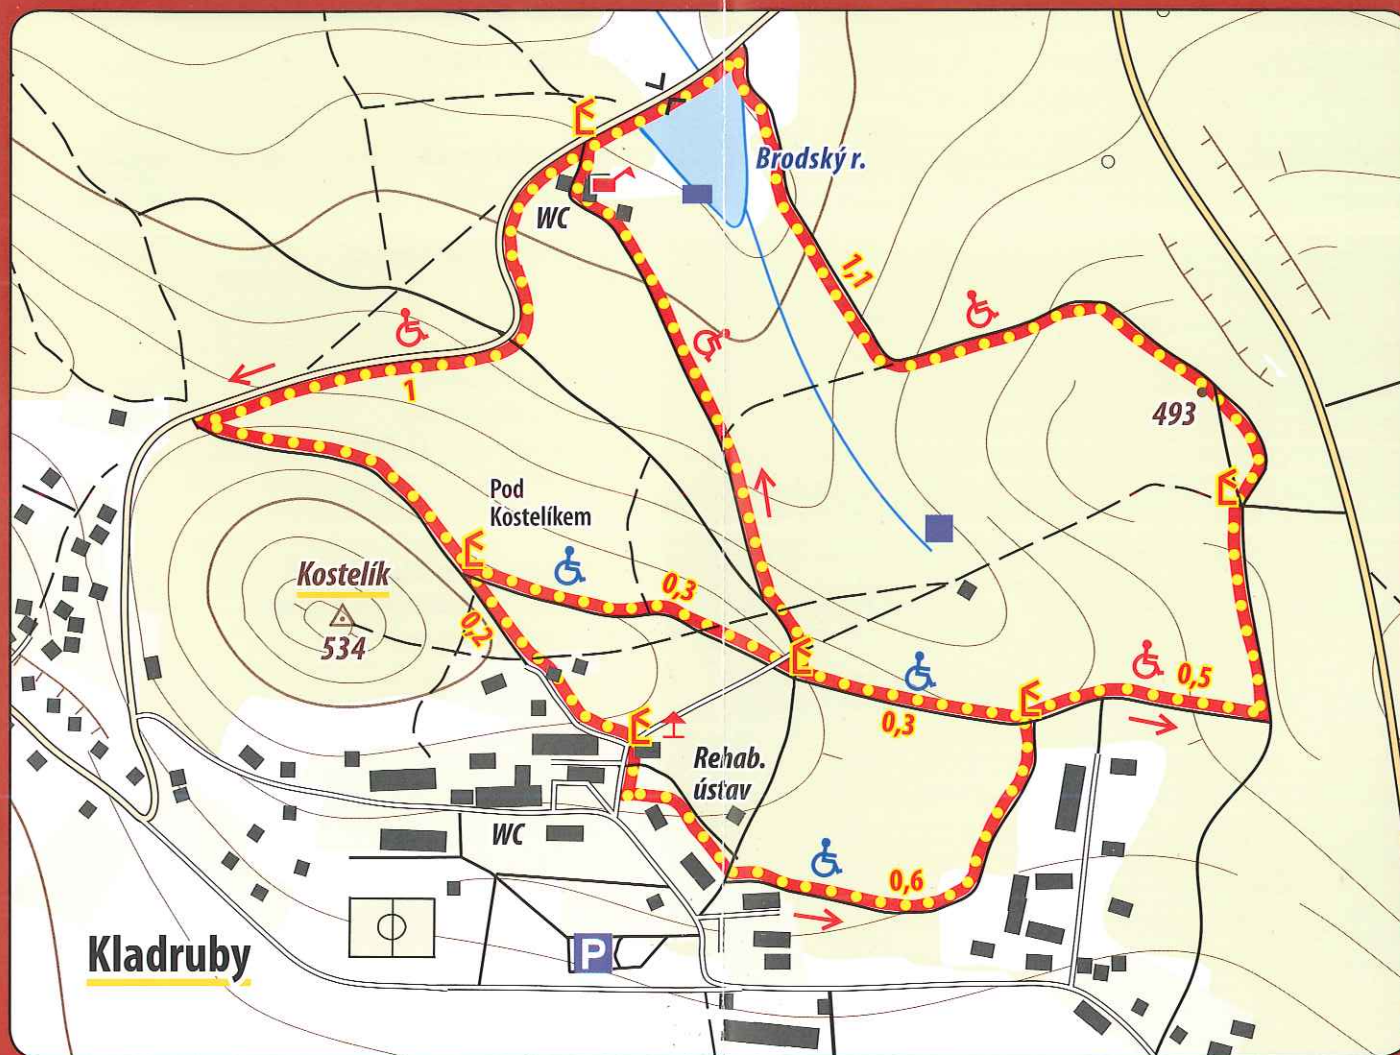 Brodský r.
WC
1,1
1
493
Pod
Kostelíkem
Kostelík
534
0,3
0,2
0,3
0,5
Rehab.
ústav
WC
0,6
P
Kladruby